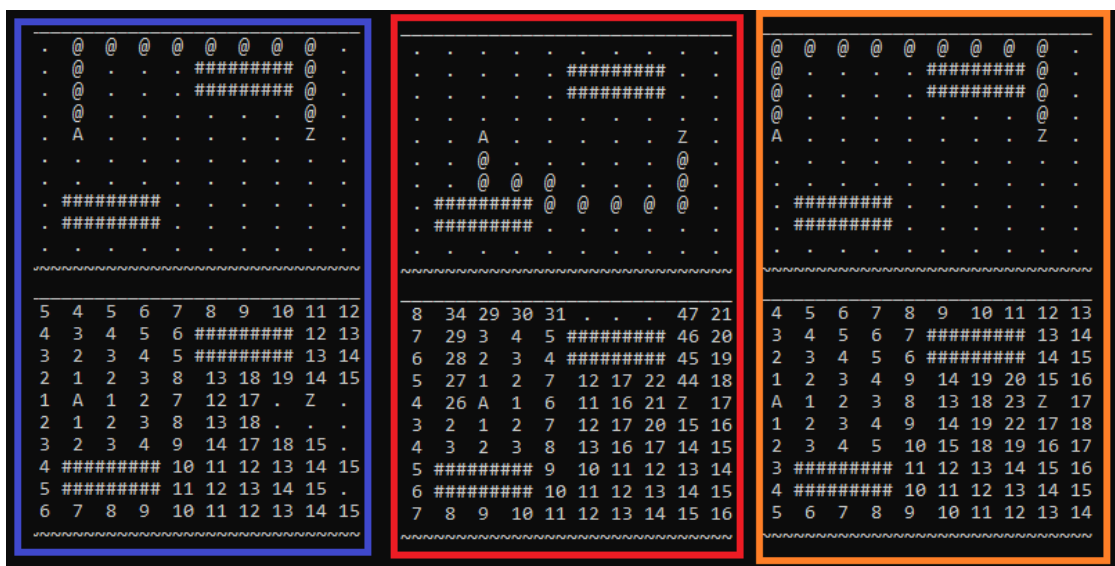 . @ @ @ @ @ @ @ @ .
. @ . . . ######### @ .
. @ . . . ######### @ .
. @ . . . . . . @ .
. A . . . . . . Z .
. . . . . . . . . .
. . . . . . . . . .
. ######### . . . . . .
. ######### . . . . . .
. . . . . . . . . .
~~~~~~~~~~~~~~~~~~~~~~~~~~~~~~~~~
5 4 5 6 7 8 9 10 11 12
4 3 4 5 6 ######### 12 13
3 2 3 4 5 ######### 13 14
2 1 2 3 8 13 18 19 14 15
1 A 1 2 7 12 17 . Z .
2 1 2 3 8 13 18 . . .
3 2 3 4 9 14 17 18 15 .
4 ######### 10 11 12 13 14 15
5 ######### 11 12 13 14 15 .
6 7 8 9 10 11 12 13 14 15
~~~~~~~~~~~~~~~~~~~~~~~~~~~~~~~~~
. . . . . . . . . .
. . . . . ######### . .
. . . . . ######### . .
. . . . . . . . . .
. . A . . . . . Z .
. . @ . . . . . @ .
. . @ @ @ . . . @ .
. ######### @ @ @ @ @ .
. ######### . . . . . .
. . . . . . . . . .
~~~~~~~~~~~~~~~~~~~~~~~~~~~~~~~~~
8 34 29 30 31 . . . 47 21
7 29 3 4 5 ######### 46 20
6 28 2 3 4 ######### 45 19
5 27 1 2 7 12 17 22 44 18
4 26 A 1 6 11 16 21 Z 17
3 2 1 2 7 12 17 20 15 16
4 3 2 3 8 13 16 17 14 15
5 ######### 9 10 11 12 13 14
6 ######### 10 11 12 13 14 15
7 8 9 10 11 12 13 14 15 16
~~~~~~~~~~~~~~~~~~~~~~~~~~~~~~~~~
@ @ @ @ @ @ @ @ @ .
@ . . . . ######### @ .
@ . . . . ######### @ .
@ . . . . . . . @ .
A . . . . . . . Z .
. . . . . . . . . .
. . . . . . . . . .
. ######### . . . . . .
. ######### . . . . . .
. . . . . . . . . .
~~~~~~~~~~~~~~~~~~~~~~~~~~~~~~~~~
4 5 6 7 8 9 10 11 12 13
3 4 5 6 7 ######### 13 14
2 3 4 5 6 ######### 14 15
1 2 3 4 9 14 19 20 15 16
A 1 2 3 8 13 18 23 Z 17
1 2 3 4 9 14 19 22 17 18
2 3 4 5 10 15 18 19 16 17
3 ######### 11 12 13 14 15 16
4 ######### 10 11 12 13 14 15
5 6 7 8 9 10 11 12 13 14
~~~~~~~~~~~~~~~~~~~~~~~~~~~~~~~~~